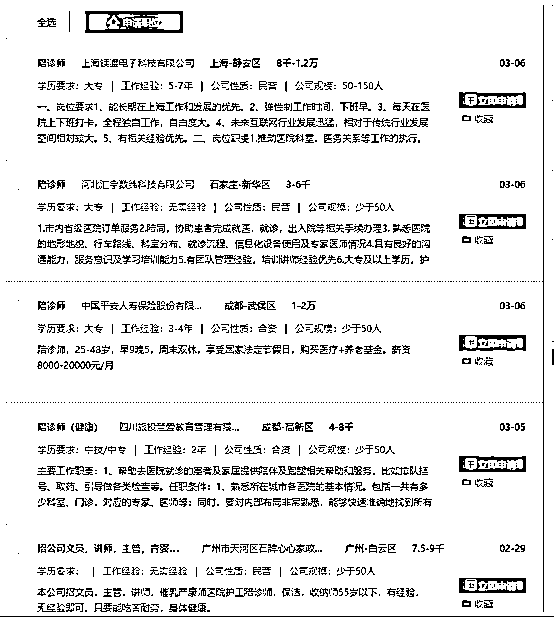 全选 申请职位
陪诊师 上海镁速电子科技有限公司 上海-静安区 8千-1.2万 03-06
学历要求：大专 | 工作经验：5-7年 | 公司性质：民营 | 公司规模：50-150人
一、岗位要求1、能长期在上海工作和发展的优先。2、弹性制工作时间，下班早。3、每天在医 立即申请
院上下班打卡，全程独自工作，自由度大。4、未来互联网行业发展迅猛，相对于传统行业发展 收藏
空间相对较大。5、有相关经验优先。二、岗位职责1.推动医院科室、医务关系等工作的执行。
陪诊师 河北汇宇数纬科技有限公司 石家庄-新华区 3-6千 03-06
学历要求：大专 | 工作经验：无需经验 | 公司性质：民营 | 公司规模：少于50人
1.市内省级医院订单服务2.陪同，协助患者完成就医、就诊，出入院等相关手续办理3.熟悉医院 立即申请
的地形地貌、行车路线、科室分布、就诊流程、信息化设备使用及专家医师情况4.具有良好的沟 收藏
通能力，服务意识及学习培训能力5.有团队管理经验，培训讲师经验优先6.大专及以上学历，护
陪诊师 中国平安人寿保险股份有限... 成都-武侯区 1-2万 03-06
学历要求：大专 | 工作经验：3-4年 | 公司性质：合资 | 公司规模：少于50人
陪诊师，25-48岁，早9晚5，周末双休，享受国家法定节假日，购买医疗+养老基金。薪资 立即申请
8000-20000元/月 收藏
陪诊师（健康） 四川旅投慧爱教育管理有限... 成都-高新区 4-8千 03-05
学历要求：中技/中专 | 工作经验：2年 | 公司性质：合资 | 公司规模：少于50人
主要工作职责：1、帮助去医院就诊的患者及家属提供陪伴及跑腿相关帮助和服务，比如排队挂 立即申请
号、取药、引导做各类检查等。任职条件：1、熟悉所在城市各医院的基本情况。包括一共有多 收藏
少科室、门诊，对应的专家、医师等；同时，要对内部布局非常熟悉，能够快速准确地找到所有
招公司文员，讲师，主管，育婴... 广州市天河区石牌心心家政... 广州-白云区 7.5-9千 02-29
学历要求： | 工作经验：无需经验 | 公司性质：民营 | 公司规模：少于50人
本公司招文员，主管，讲师，催乳产康师医院护工陪诊师，保洁，收纳师55岁以下，有经验， 立即申请
无经验即可，只要能吃苦耐劳，身体健康。 收藏